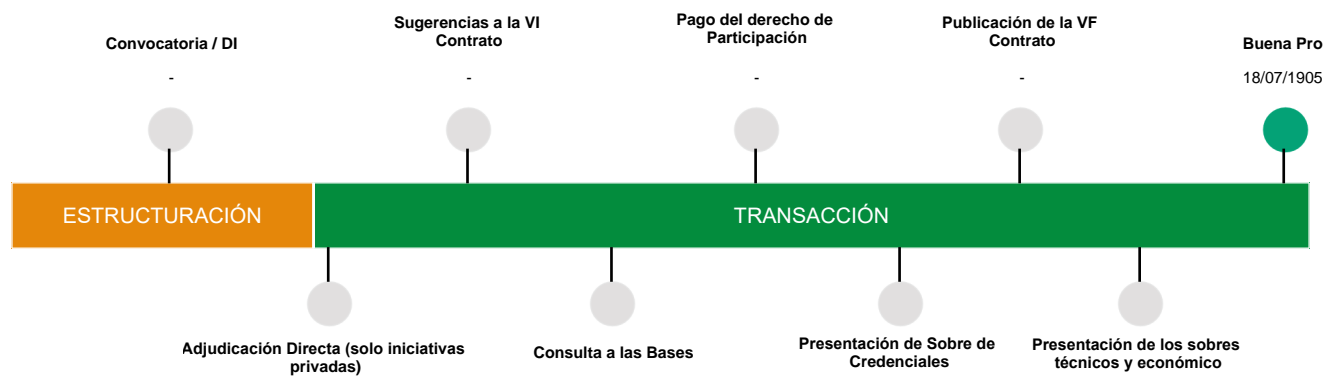 Convocatoria / DI
-
Sugerencias a la VI
Contrato
-
Pago del derecho de
Participación
-
Publicación de la VF
Contrato
-
Buena Pro
18/07/1905
ESTRUCTURACIÓN
TRANSACCIÓN
Adjudicación Directa (solo iniciativas
privadas)
Consulta a las Bases
Presentación de Sobre de
Credenciales
Presentación de los sobres
técnicos y económico